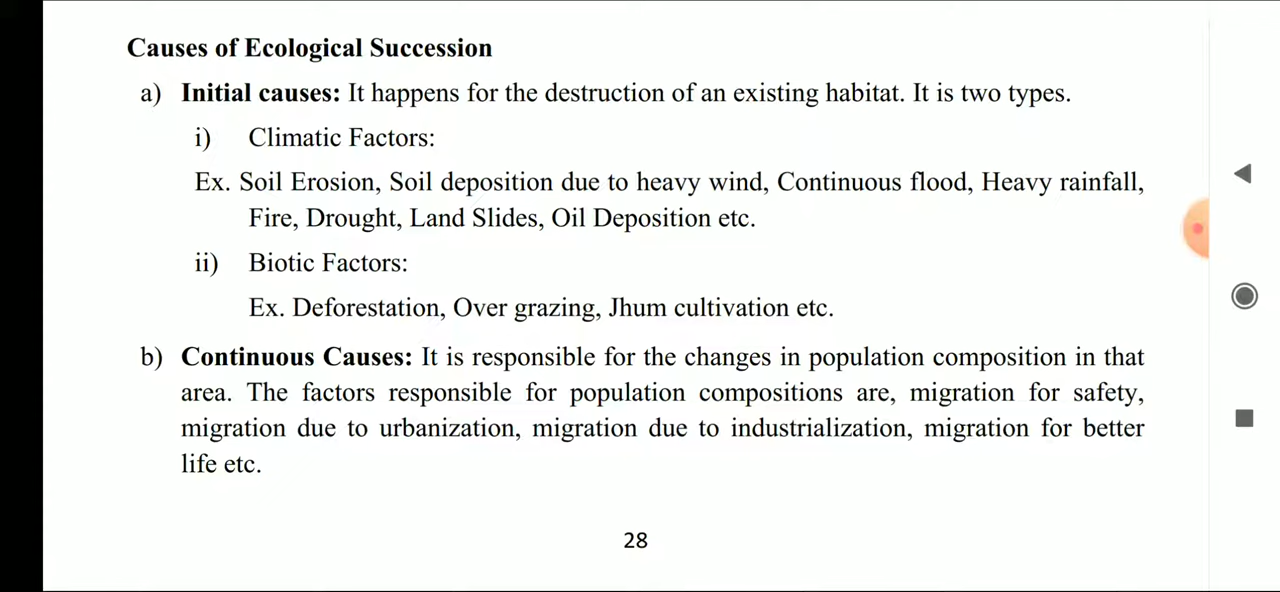 Causes of Ecological Succession
a) Initial causes: It happens for the destruction of an existing habitat. It is two types.
i) Climatic Factors:
Ex. Soil Erosion, Soil deposition due to heavy wind, Continuous flood, Heavy rainfall,
Fire, Drought, Land Slides, Oil Deposition etc.
ii) Biotic Factors:
Ex. Deforestation, Over grazing, Jhum cultivation etc.
b) Continuous Causes: It is responsible for the changes in population composition in that
area. The factors responsible for population compositions are, migration for safety,
migration due to urbanization, migration due to industrialization, migration for better
life etc.
28